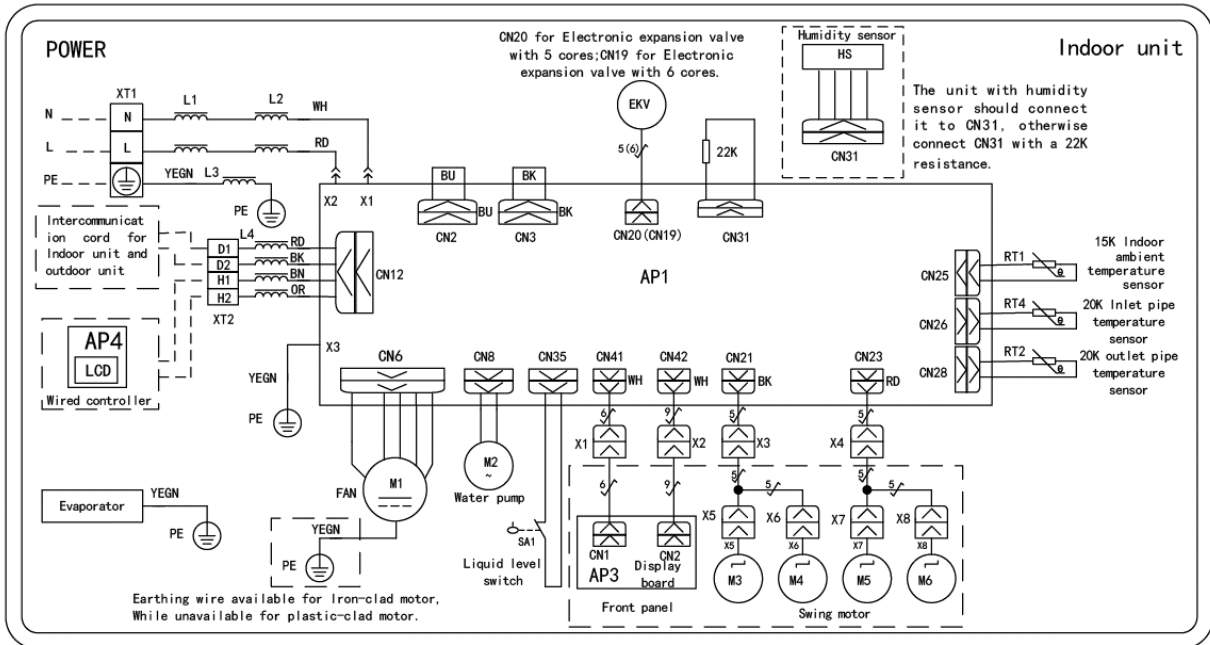 POWER
Indoor unit
CN20 for Electronic expansion valve
with 5 cores;CN19 for Electronic
expansion valve with 6 cores.
Humidity sensor
HS
CN31
The unit with humidity
sensor should connect
it to CN31, otherwise
connect CN31 with a 22K
resistance.
XT1
L1
L2
WH
N
N
L
L
RD
PE
YEGN
L3
PE
X2
X1
EKV
5(6)
22K
BU
BU
CN2
BK
BK
CN3
CN20(CN19)
CN31
Intercommunicat
ion cord for
Indoor unit and
outdoor unit
L4
D1
RD
D2
BK
H1
BN
H2
OR
XT2
CN12
AP1
CN25
RT1
θ
15K Indoor
ambient
temperature
sensor
CN26
RT4
θ
20K Inlet pipe
temperature
sensor
CN28
RT2
θ
20K outlet pipe
temperature
sensor
AP4
LCD
Wired controller
X3
YEGN
PE
CN6
CN8
CN35
CN41
WH
CN42
WH
CN21
BK
CN23
RD
6
9
5
5
X1
X2
X3
X4
M1
FAN
YEGN
PE
M2
~
Water pump
SA1
Liquid level
switch
6
9
5
5
5
5
X5
X6
X7
X8
X5
X6
X7
X8
CN1
CN2
AP3
Display
board
Front panel
M3
M4
M5
M6
Swing motor
Evaporator
YEGN
PE
Earthing wire available for Iron-clad motor,
While unavailable for plastic-clad motor.